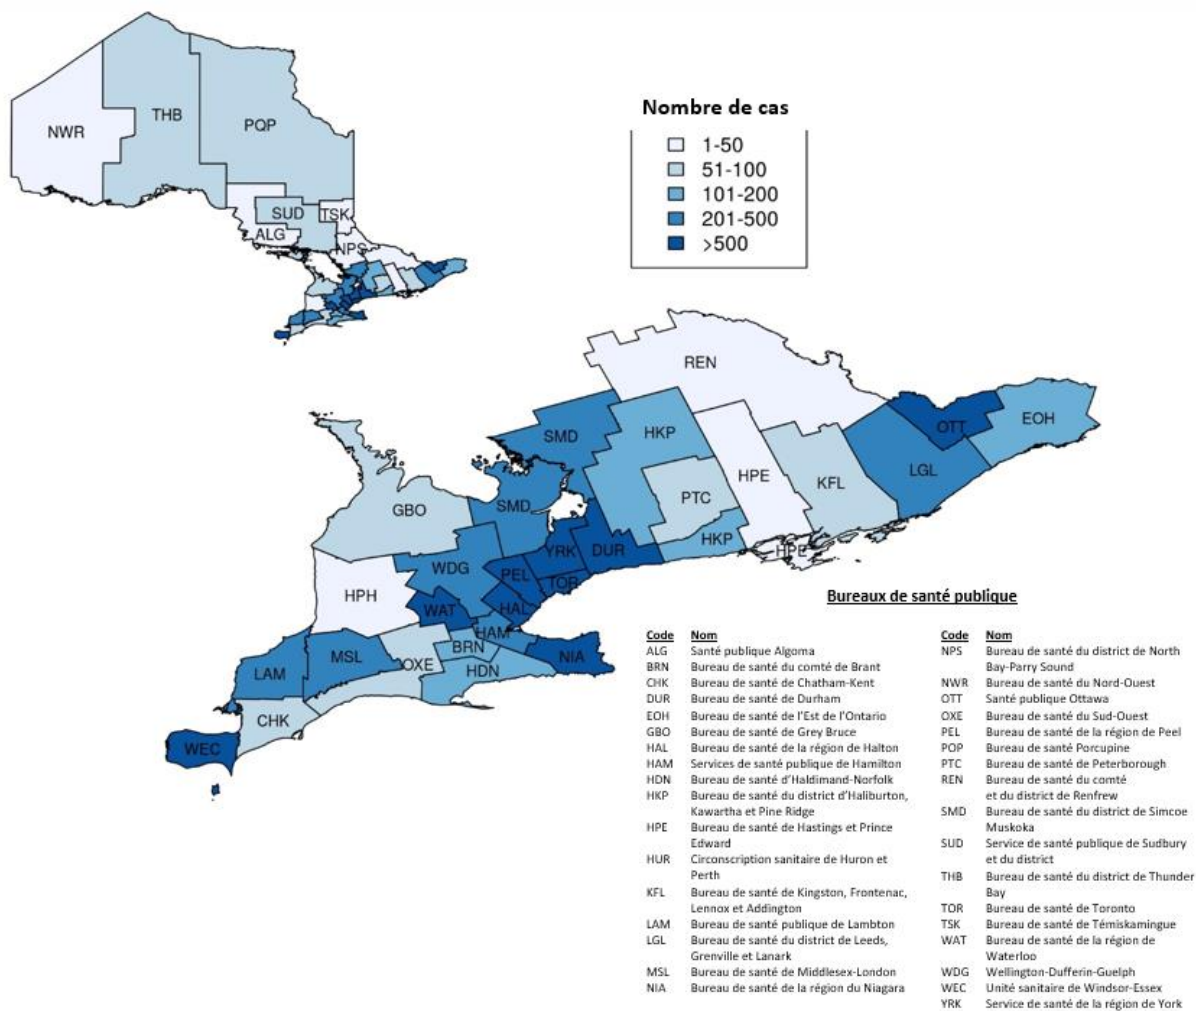 NWR
THB
PQP
SUD
TSK
ALG
NPS
Nombre de cas
1-50
51-100
101-200
201-500
>500
REN
SMD
HKP
OTT
EOH
LGL
HPE
KFL
PTC
GBO
SMD
HKP
YRK
DUR
HPE
WDG
PEL
TOR
HPH
WAT
HAL
HAM
BRN
MSL
OXE
NIA
LAM
HDN
CHK
WEC
Bureaux de santé publique
Code Nom
ALG Santé publique Algoma
BRN Bureau de santé du comté de Brant
CHK Bureau de santé de Chatham-Kent
DUR Bureau de santé de Durham
EOH Bureau de santé de l'Est de l'Ontario
GBO Bureau de santé de Grey Bruce
HAL Bureau de santé de la région de Halton
HAM Services de santé publique de Hamilton
HDN Bureau de santé d'Haldimand-Norfolk
HKP Bureau de santé du district d'Haliburton,
Kawartha et Pine Ridge
HPE Bureau de santé de Hastings et Prince
Edward
HUR Circonscription sanitaire de Huron et
Perth
KFL Bureau de santé de Kingston, Frontenac,
Lennox et Addington
LAM Bureau de santé publique de Lambton
LGL Bureau de santé du district de Leeds,
Grenville et Lanark
MSL Bureau de santé de Middlesex-London
NIA Bureau de santé de la région du Niagara
Code Nom
NPS Bureau de santé du district de North
Bay-Parry Sound
NWR Bureau de santé du Nord-Ouest
OTT Santé publique Ottawa
OXE Bureau de santé du Sud-Ouest
PEL Bureau de santé de la région de Peel
POP Bureau de santé Porcupine
PTC Bureau de santé de Peterborough
REN Bureau de santé du comté
et du district de Renfrew
SMD Bureau de santé du district de Simcoe
Muskoka
SUD Service de santé publique de Sudbury
et du district
THB Bureau de santé du district de Thunder
Bay
TOR Bureau de santé de Toronto
TSK Bureau de santé de Témiskamingue
WAT Bureau de santé de la région de
Waterloo
WDG Wellington-Dufferin-Guelph
WEC Unité sanitaire de Windsor-Essex
YRK Service de santé de la région de York